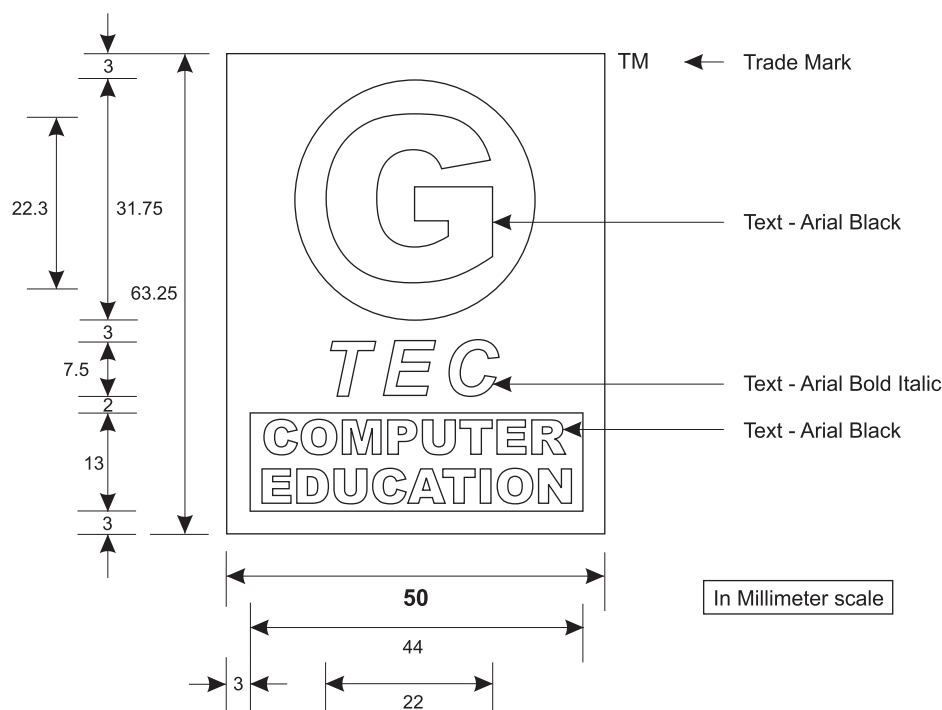 3
TM
Trade Mark
22.3
31.75
63.25
G
Text - Arial Black
3
7.5
TEC
Text - Arial Bold Italic
2
COMPUTER
Text - Arial Black
13
EDUCATION
3
50
In Millimeter scale
44
3
22